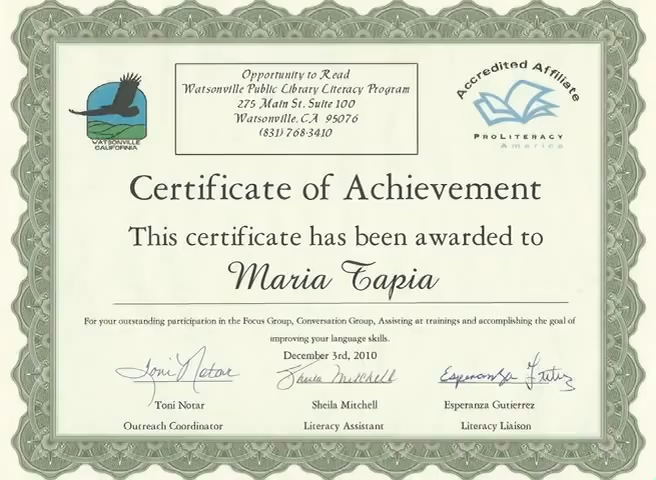 Opportunity to Read
Watsonville Public Library Literacy Program
275 Main St. Suite 100
Watsonville, CA 95076
(831) 768-3410
WATSONVILLE
CALIFORNIA
Accredited Affiliate
PROLITERACY
America
Certificate of Achievement
This certificate has been awarded to
Maria Tapia
For your outstanding participation in the Focus Group, Conversation Group, Assisting at trainings and accomplishing the goal of
improving your language skills.
December 3rd, 2010
Toni Notar Sheila Mitchell Esperanza
Toni Notar Sheila Mitchell Esperanza Gutierrez
Outreach Coordinator Literacy Assistant Literacy Liaison